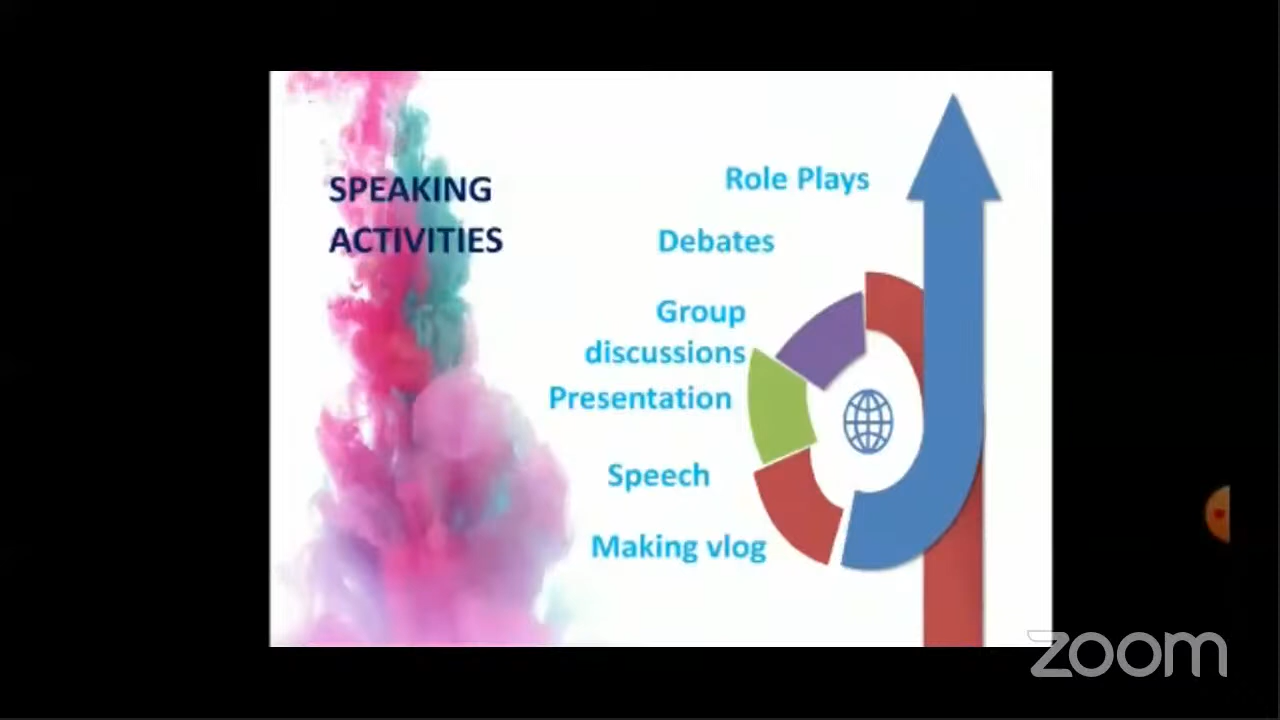 SPEAKING
ACTIVITIES
Role Plays
Debates
Group
discussions
Presentation
Speech
Making vlog
zoom